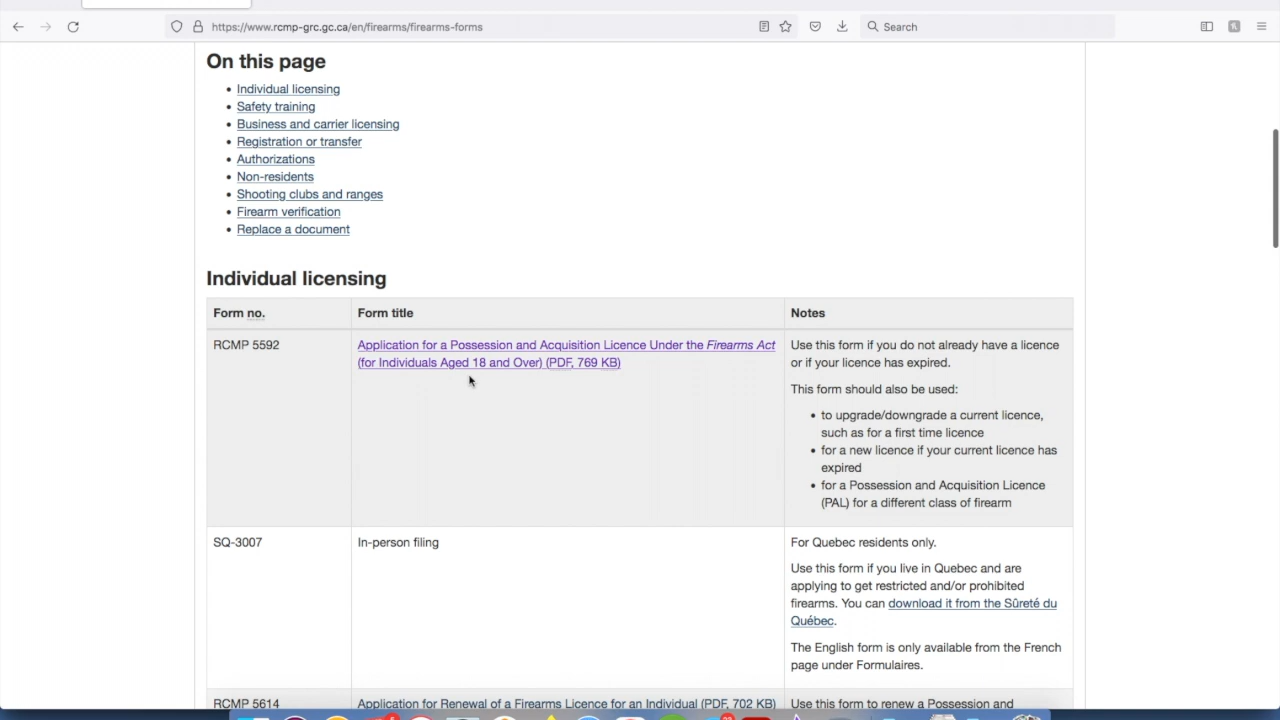 https://www.rcmp-grc.gc.ca/en/firearms/firearms-forms
Search
On this page
• Individual licensing
• Safety training
• Business and carrier licensing
• Registration or transfer
• Authorizations
• Non-residents
• Shooting clubs and ranges
• Firearm verification
• Replace a document
Individual licensing
Form no.
Form title
Notes
RCMP 5592
Application for a Possession and Acquisition Licence Under the Firearms Act
(for Individuals Aged 18 and Over) (PDF, 769 KB)
Use this form if you do not already have a licence
or if your licence has expired.
This form should also be used:
• to upgrade/downgrade a current licence,
such as for a first time licence
• for a new licence if your current licence has
expired
• for a Possession and Acquisition Licence
(PAL) for a different class of firearm
SQ-3007
In-person filing
For Quebec residents only.
Use this form if you live in Quebec and are
applying to get restricted and/or prohibited
firearms. You can download it from the Sûreté du
Québec.
The English form is only available from the French
page under Formulaires.
RCMP 5614
Application for Renewal of a Firearms Licence for an Individual (PDF, 702 KB)
Use this form to renew a Possession and